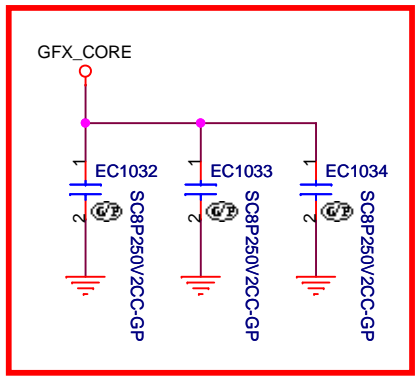 GFX_CORE
1
EC1032
2
G/P
SC8P250V2CC-GP
1
EC1033
2
G/P
SC8P250V2CC-GP
1
EC1034
2
G/P
SC8P250V2CC-GP